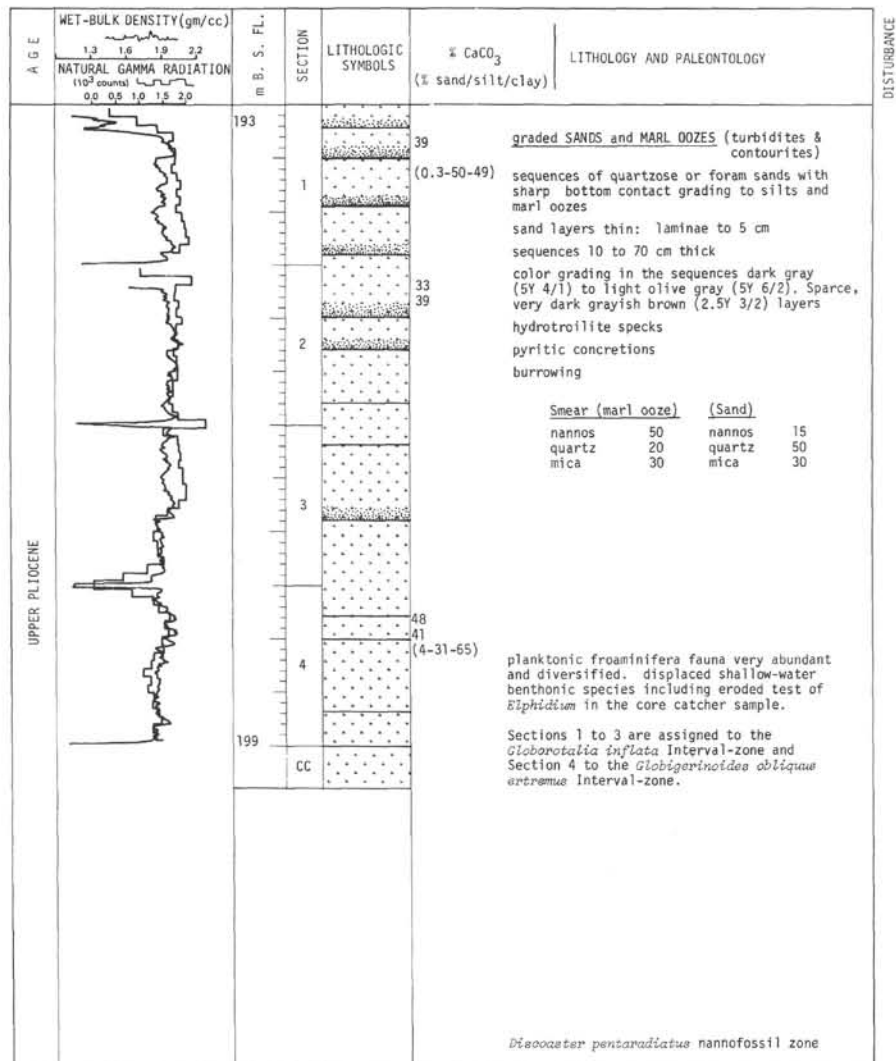 AGE
WET-BULK DENSITY(gm/cc)
1.3 1.6 1.9 2.2
NATURAL GAMMA RADIATION
(10³ counts)
0.0 0.5 1.0 1.5 2.0
m B. S. FL.
SECTION
LITHOLOGIC
SYMBOLS
% CaCO₃
(% sand/silt/clay)
LITHOLOGY AND PALEONTOLOGY
DISTURBANCE
UPPER PLIOCENE
193
199
1
2
3
4
CC
39
(0.3-50-49)
33
39
48
41
(4-31-65)
graded SANDS and MARL OOZES (turbidites &
contourites)
sequences of quartzose or foram sands with
sharp bottom contact grading to silts and
marl oozes
sand layers thin: laminae to 5 cm
sequences 10 to 70 cm thick
color grading in the sequences dark gray
(5Y 4/1) to light olive gray (5Y 6/2). Sparse,
very dark grayish brown (2.5Y 3/2) layers
hydrotroilite specks
pyritic concretions
burrowing
Smear (marl ooze) (Sand)
nannos 50 nannos 15
quartz 20 quartz 50
mica 30 mica 30
planktonic froaminifera fauna very abundant
and diversified. displaced shallow-water
benthonic species including eroded test of
Elphidium in the core catcher sample.
Sections 1 to 3 are assigned to the
Globorotalia inflata Interval-zone and
Section 4 to the Globigerinoides obliquus
extremus Interval-zone.
Discoaster pentaradiatus nannofossil zone